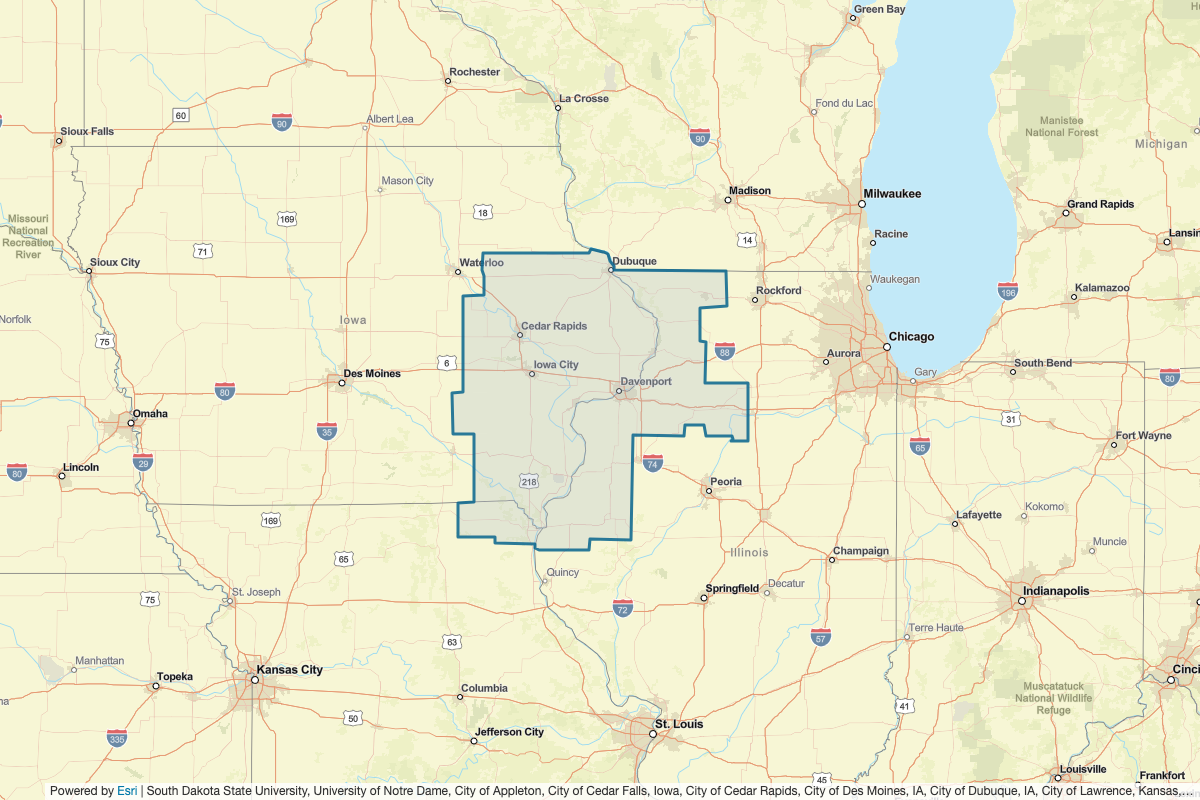 Green Bay
Rochester
La Crosse
Fond du Lac
60
90
Albert Lea
Sioux Falls
90
Manistee
National Forest
Michigan
Mason City
Madison
Milwaukee
Grand Rapids
169
18
Missouri
National
Recreation
River
71
14
Racine
Lansin
Sioux City
Waterloo
Dubuque
Waukegan
Rockford
196
Kalamazoo
Norfolk
Iowa
75
Cedar Rapids
Chicago
88
Aurora
6
Iowa City
Des Moines
Davenport
South Bend
Gary
80
80
Omaha
35
31
Fort Wayne
65
29
80
Lincoln
74
218
Peoria
169
Lafayette
Kokomo
Muncie
65
Illinois
Champaign
Quincy
St. Joseph
75
Springfield
Decatur
Indianapolis
72
57
Terre Haute
63
Manhattan
Topeka
Kansas City
Columbia
Cinci
Muscatatuck
National Wildlife
Refuge
41
50
St. Louis
Jefferson City
335
45
Louisville
Frankfort
Powered by Esri | South Dakota State University, University of Notre Dame, City of Appleton, City of Cedar Falls, Iowa, City of Cedar Rapids, City of Des Moines, IA, City of Dubuque, IA, City of Lawrence, Kansas,...